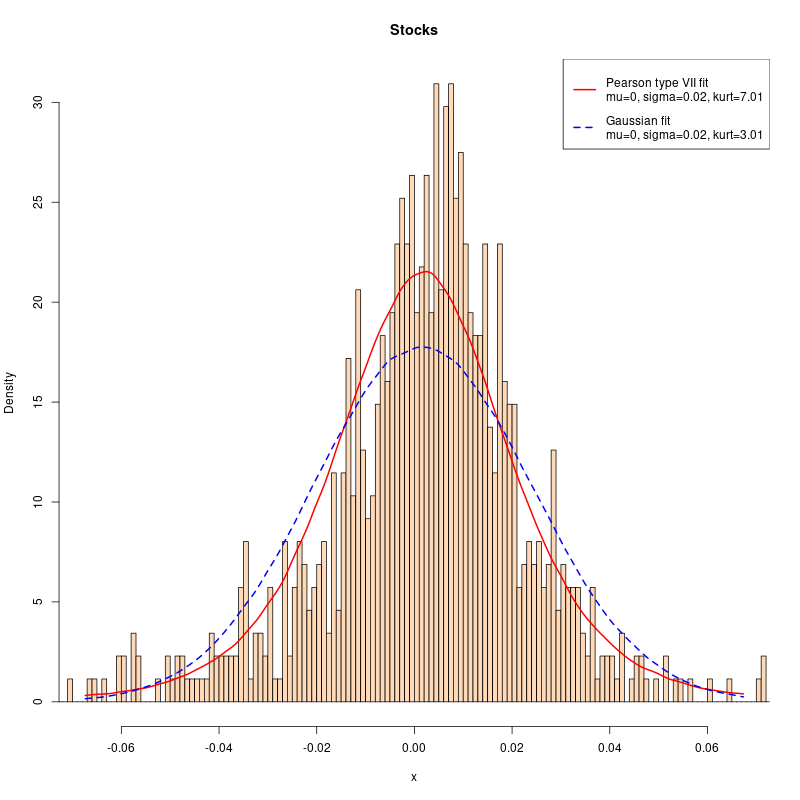 Stocks
Pearson type VII fit
mu=0, sigma=0.02, kurt=7.01
Gaussian fit
mu=0, sigma=0.02, kurt=3.01
30
25
20
15
10
5
0
Density
-0.06 -0.04 -0.02 0.00 0.02 0.04 0.06
x